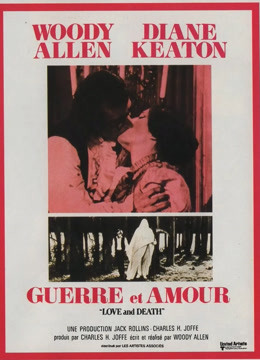 WOODY DIANE
ALLEN KEATON
GUERRE et AMOUR
"LOVE and DEATH"
UNE PRODUCTION JACK ROLLINS - CHARLES H. JOFFE
produit par CHARLES H. JOFFE écrit et réalisé par WOODY ALLEN
distribué par LES ARTISTES ASSOCIÉS
United Artists